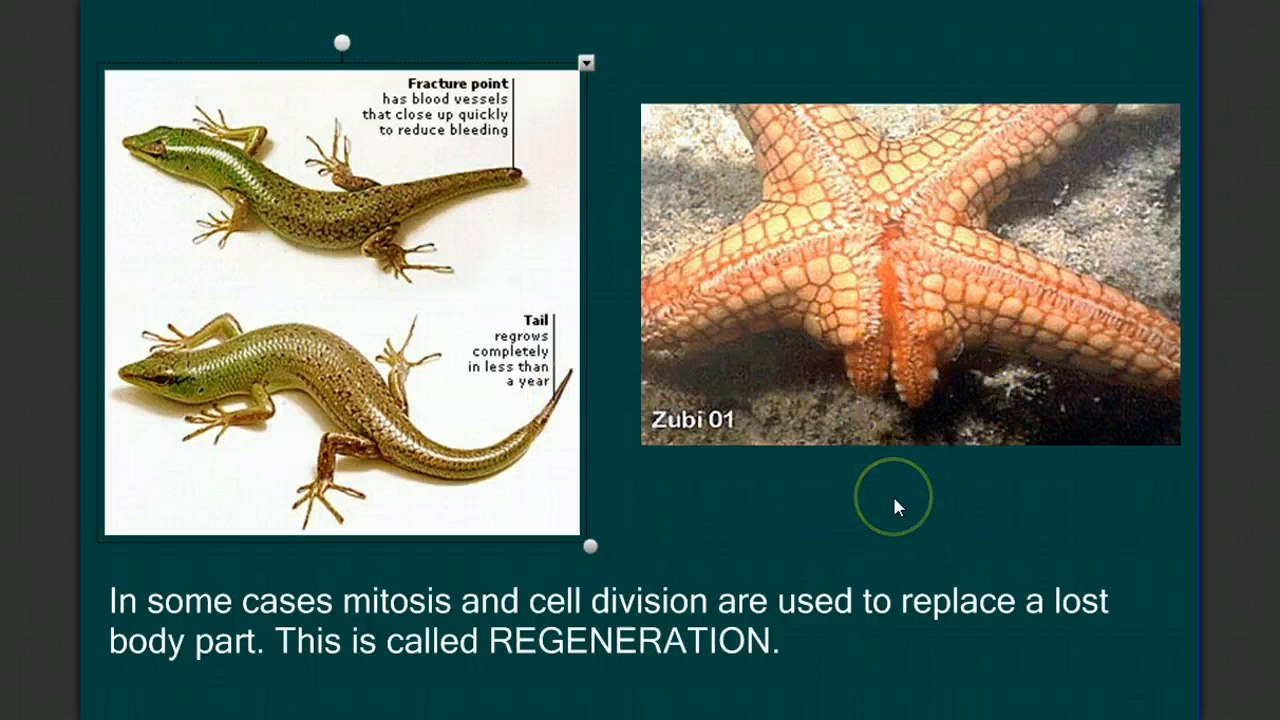 Fracture point
has blood vessels
that close up quickly
to reduce bleeding
Tail
regrows
completely
in less than
a year
Zubi 01
In some cases mitosis and cell division are used to replace a lost
body part. This is called REGENERATION.